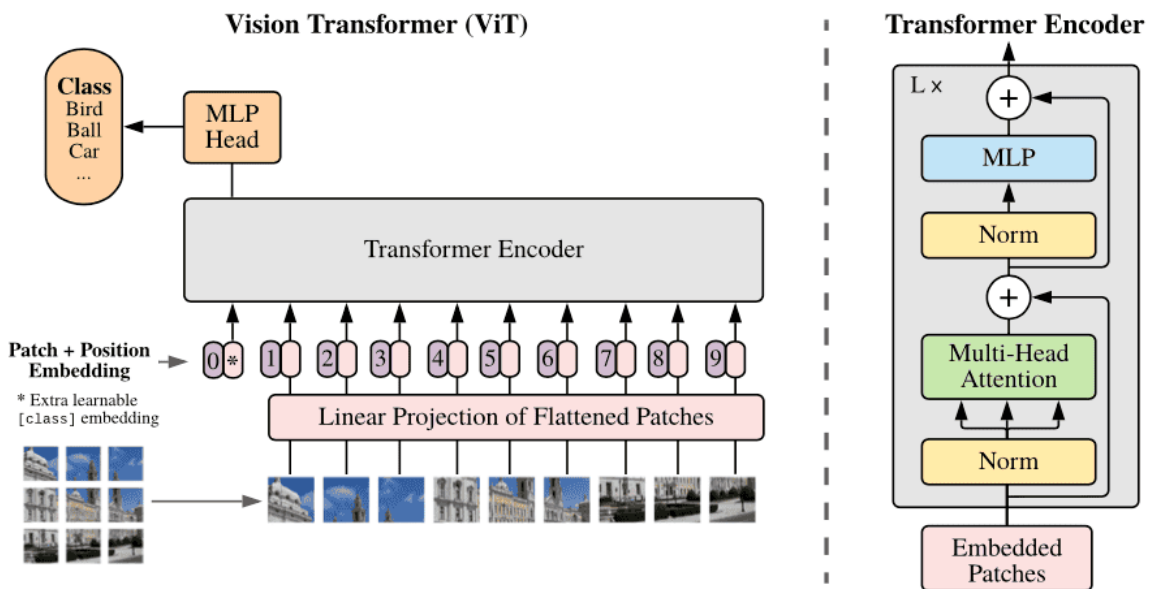 Vision Transformer (ViT)
Class
Bird
Ball
Car
...
MLP
Head
Transformer Encoder
Patch + Position
Embedding
0 * 1 2 3 4 5 6 7 8 9
* Extra learnable
[class] embedding
Linear Projection of Flattened Patches
Transformer Encoder
L ×
+
MLP
Norm
+
Multi-Head
Attention
Norm
Embedded
Patches